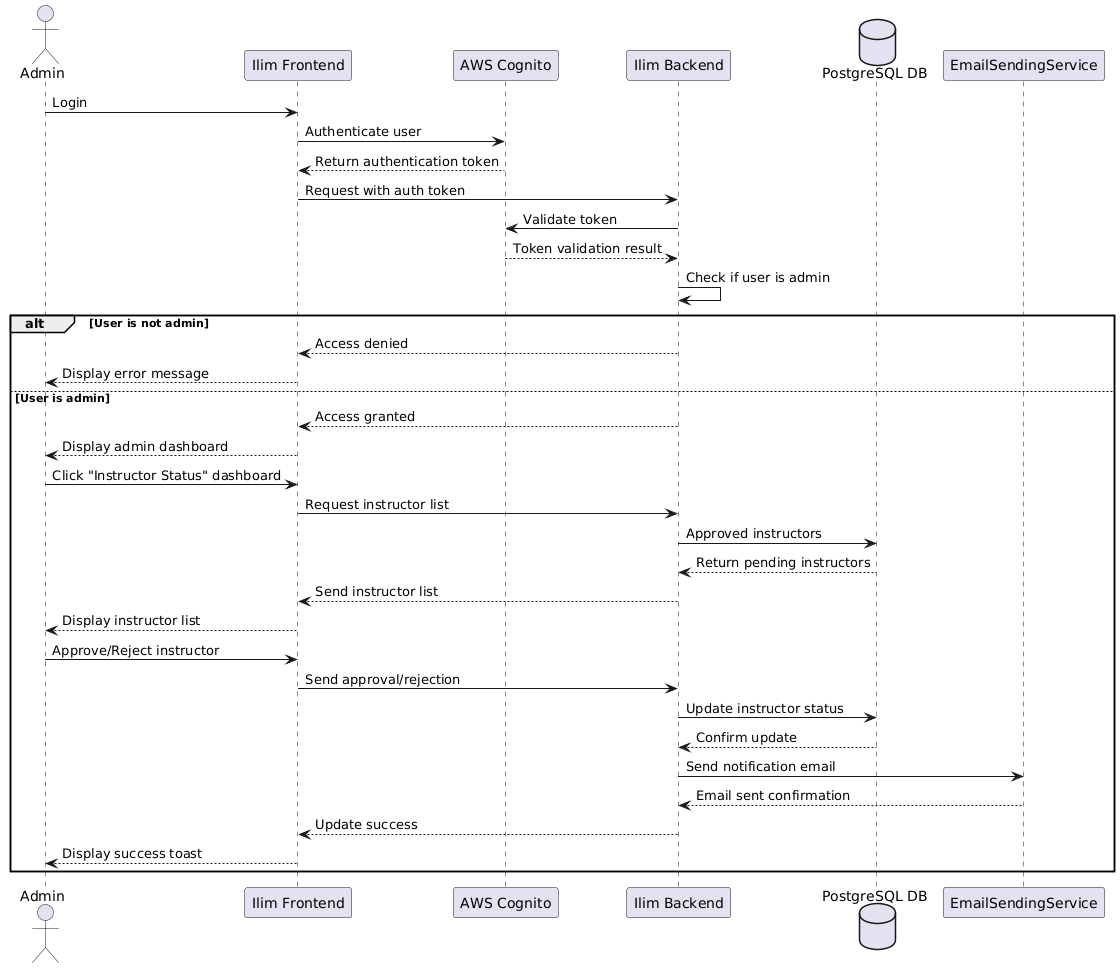 Admin
Ilim Frontend
AWS Cognito
Ilim Backend
PostgreSQL DB
EmailSendingService
Login
Authenticate user
Return authentication token
Request with auth token
Validate token
Token validation result
Check if user is admin
alt
[User is not admin]
Access denied
Display error message
[User is admin]
Access granted
Display admin dashboard
Click "Instructor Status" dashboard
Request instructor list
Approved instructors
Return pending instructors
Send instructor list
Display instructor list
Approve/Reject instructor
Send approval/rejection
Update instructor status
Confirm update
Send notification email
Email sent confirmation
Update success
Display success toast
Admin
Ilim Frontend
AWS Cognito
Ilim Backend
PostgreSQL DB
EmailSendingService